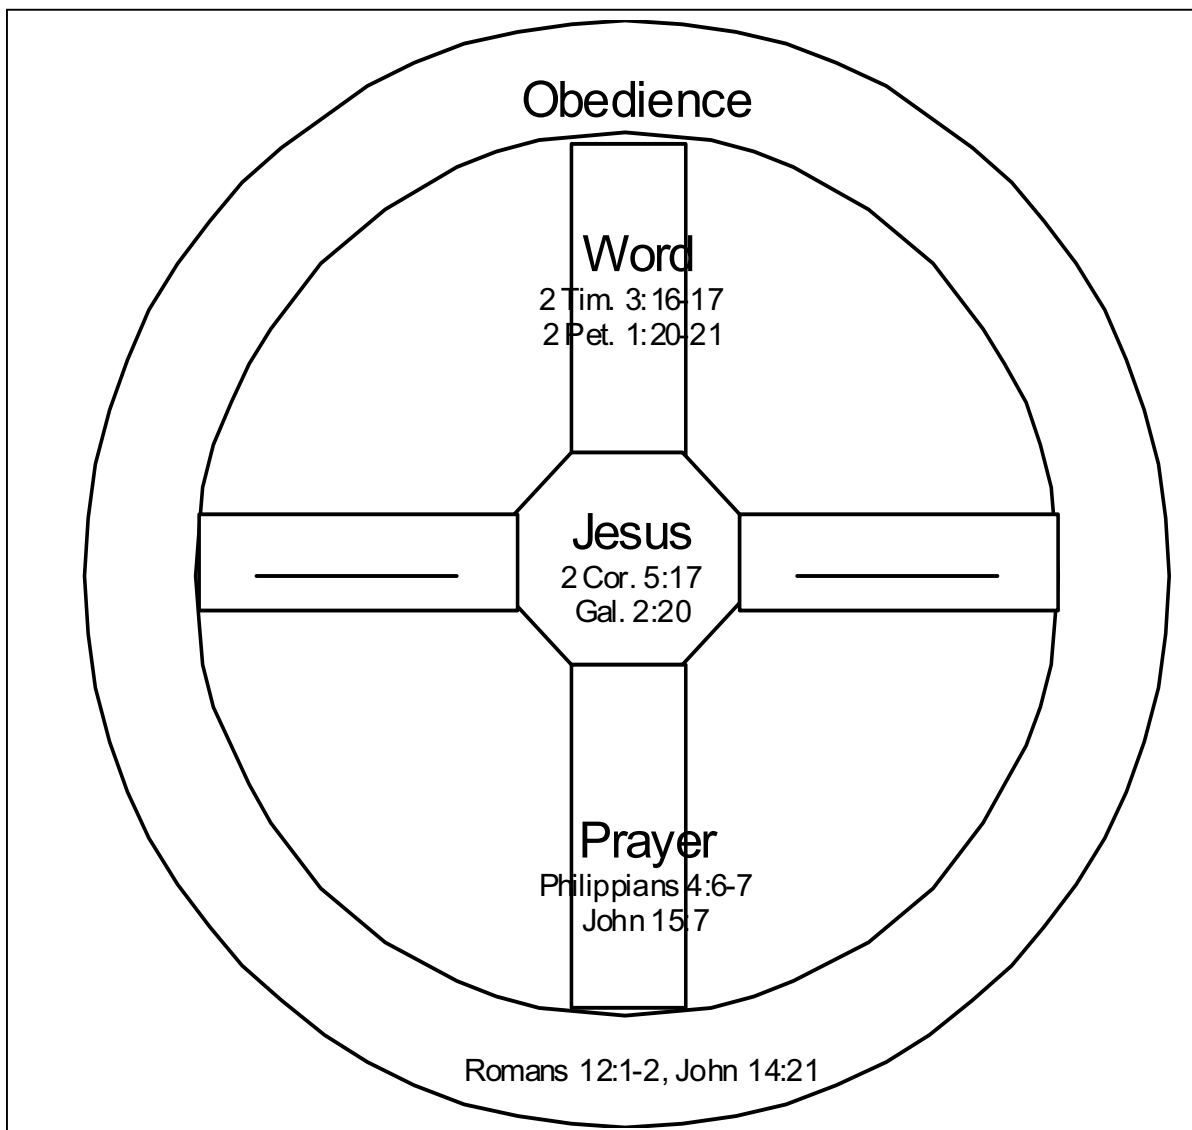 Obedience
Word
2 Tim. 3:16-17
2 Pet. 1:20-21
Jesus
2 Cor. 5:17
Gal. 2:20
Prayer
Philippians 4:6-7
John 15:7
Romans 12:1-2, John 14:21